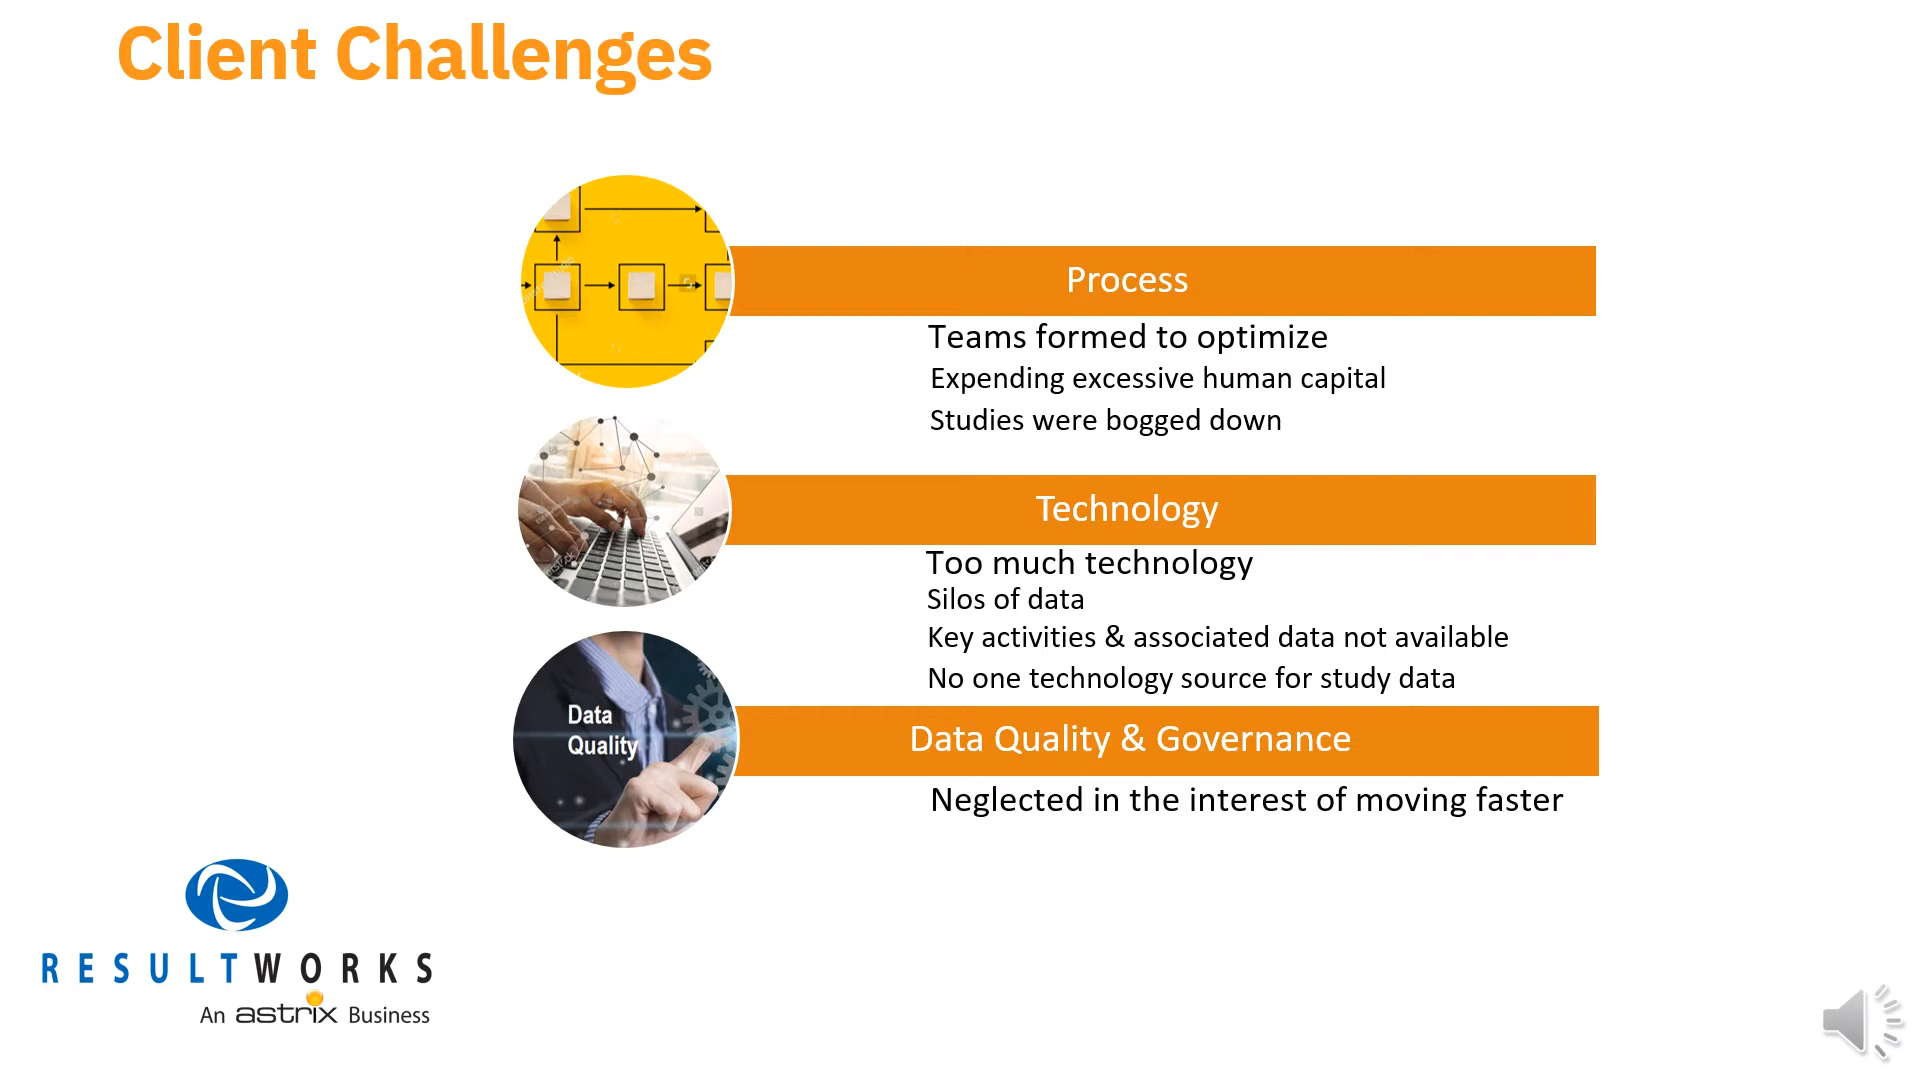 Client Challenges
Process
Teams formed to optimize
Expending excessive human capital
Studies were bogged down
Technology
Too much technology
Silos of data
Key activities & associated data not available
No one technology source for study data
Data
Quality
Data Quality & Governance
Neglected in the interest of moving faster
RESULTWORKS
An astrix Business